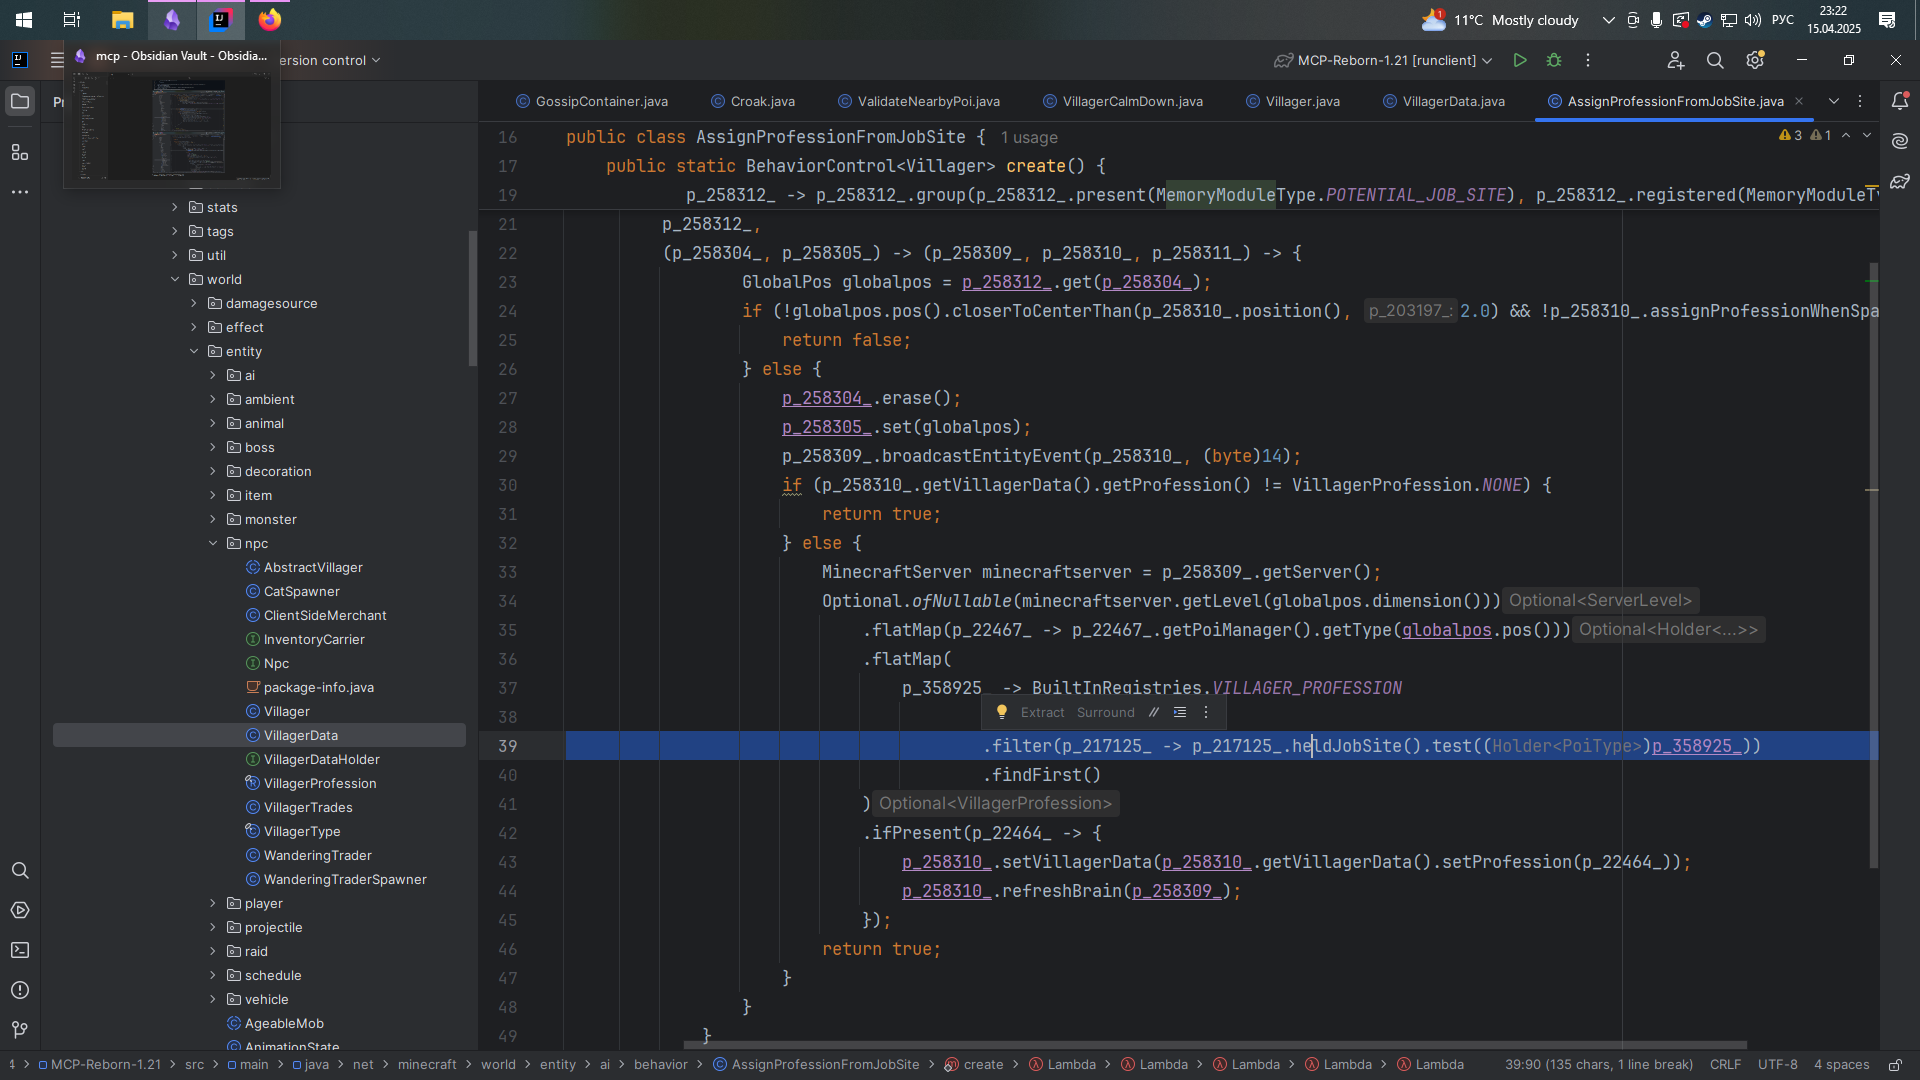 11°C Mostly cloudy
РУС
23:22
15.04.2025
mcp - Obsidian Vault - Obsidia...
ersion control
MCP-Reborn-1.21 [runclient]
Pr
GossipContainer.java
Croak.java
ValidateNearbyPoi.java
VillagerCalmDown.java
Villager.java
VillagerData.java
AssignProfessionFromJobSite.java
3 1
16 public class AssignProfessionFromJobSite { 1 usage
17 public static BehaviorControl<Villager> create() {
19 p_258312_ -> p_258312_.group(p_258312_.present(MemoryModuleType.POTENTIAL_JOB_SITE), p_258312_.registered(MemoryModuleTy
21 p_258312_,
22 (p_258304_, p_258305_) -> (p_258309_, p_258310_, p_258311_) -> {
23 GlobalPos globalpos = p_258312_.get(p_258304_);
24 if (!globalpos.pos().closerToCenterThan(p_258310_.position(), p_203197_: 2.0) && !p_258310_.assignProfessionWhenSpa
25 return false;
26 } else {
27 p_258304_.erase();
28 p_258305_.set(globalpos);
29 p_258309_.broadcastEntityEvent(p_258310_, (byte)14);
30 if (p_258310_.getVillagerData().getProfession() != VillagerProfession.NONE) {
31 return true;
32 } else {
33 MinecraftServer minecraftserver = p_258309_.getServer();
34 Optional.ofNullable(minecraftserver.getLevel(globalpos.dimension())) Optional<ServerLevel>
35 .flatMap(p_22467_ -> p_22467_.getPoiManager().getType(globalpos.pos())) Optional<Holder<...>>
36 .flatMap(
37 p_358925_ -> BuiltInRegistries.VILLAGER_PROFESSION
38 Extract Surround //
39 .filter(p_217125_ -> p_217125_.heldJobSite().test((Holder<PoiType>)p_358925_))
40 .findFirst()
41 ) Optional<VillagerProfession>
42 .ifPresent(p_22464_ -> {
43 p_258310_.setVillagerData(p_258310_.getVillagerData().setProfession(p_22464_));
44 p_258310_.refreshBrain(p_258309_);
45 });
46 return true;
47 }
48 }
49 }
stats
tags
util
world
damagesource
effect
entity
ai
ambient
animal
boss
decoration
item
monster
npc
AbstractVillager
CatSpawner
ClientSideMerchant
InventoryCarrier
Npc
package-info.java
Villager
VillagerData
VillagerDataHolder
VillagerProfession
VillagerTrades
VillagerType
WanderingTrader
WanderingTraderSpawner
player
projectile
raid
schedule
vehicle
AgeableMob
AnimationState
4 > MCP-Reborn-1.21 > src > main > java > net > minecraft > world > entity > ai > behavior > AssignProfessionFromJobSite > create > Lambda > Lambda > Lambda > Lambda > Lambda
39:90 (135 chars, 1 line break) CRLF UTF-8 4 spaces